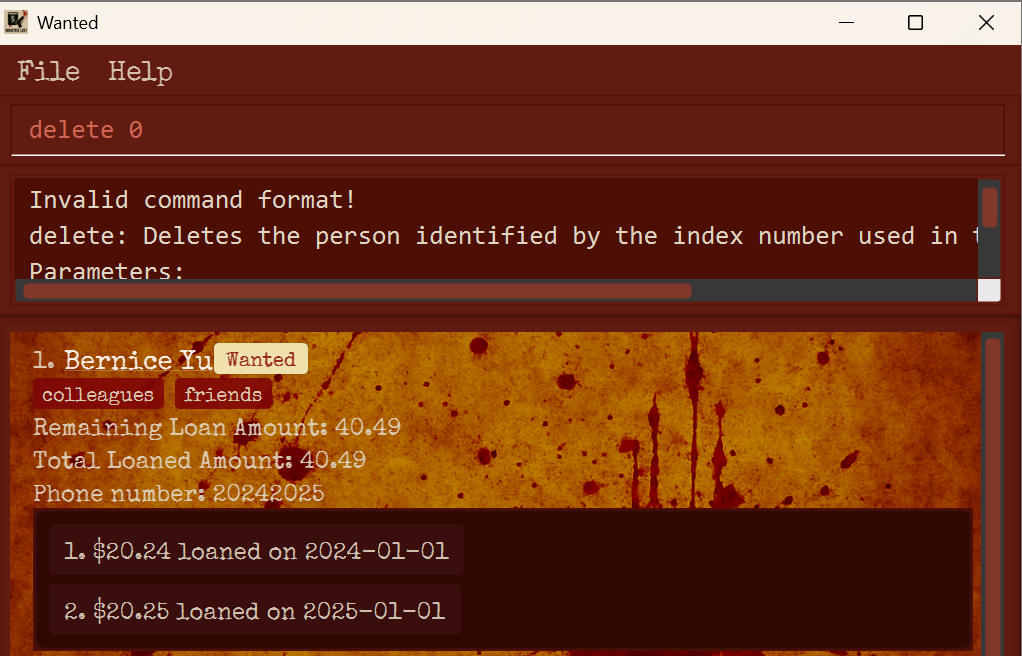 Wanted
File Help
delete 0
Invalid command format!
delete: Deletes the person identified by the index number used in
Parameters:
1. Bernice Yu Wanted
colleagues friends
Remaining Loan Amount: 40.49
Total Loaned Amount: 40.49
Phone number: 20242025
1. $20.24 loaned on 2024-01-01
2. $20.25 loaned on 2025-01-01